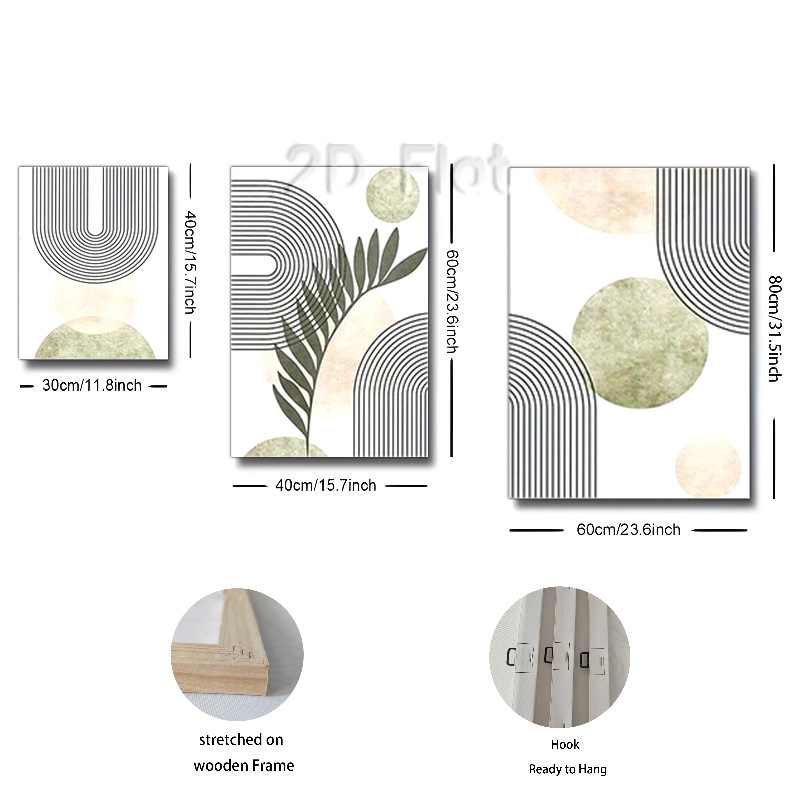 2D Flat
40cm/15.7inch
30cm/11.8inch
60cm/23.6inch
40cm/15.7inch
80cm/31.5inch
60cm/23.6inch
stretched on
wooden Frame
Hook
Ready to Hang